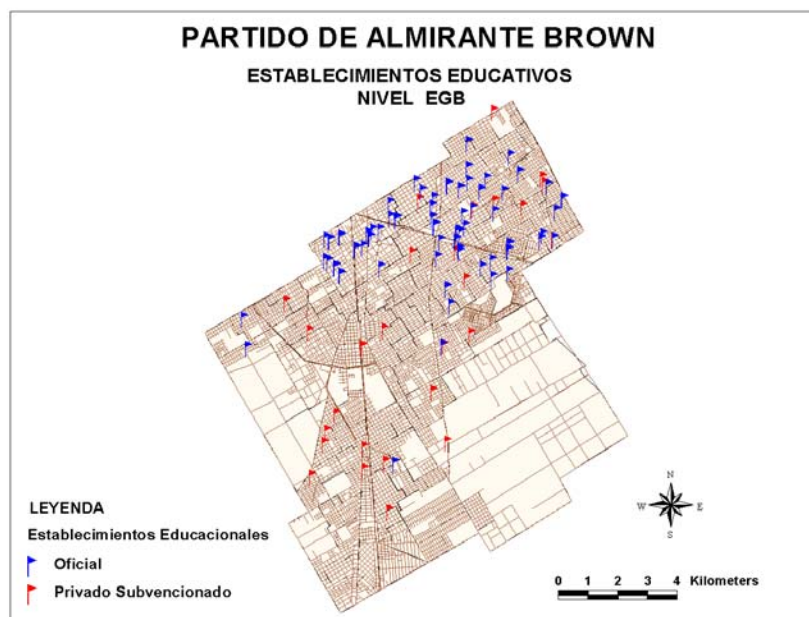 PARTIDO DE ALMIRANTE BROWN
ESTABLECIMIENTOS EDUCATIVOS
NIVEL EGB
LEYENDA
Establecimientos Educacionales
Oficial
Privado Subvencionado
N
W E
S
0 1 2 3 4 Kilometers